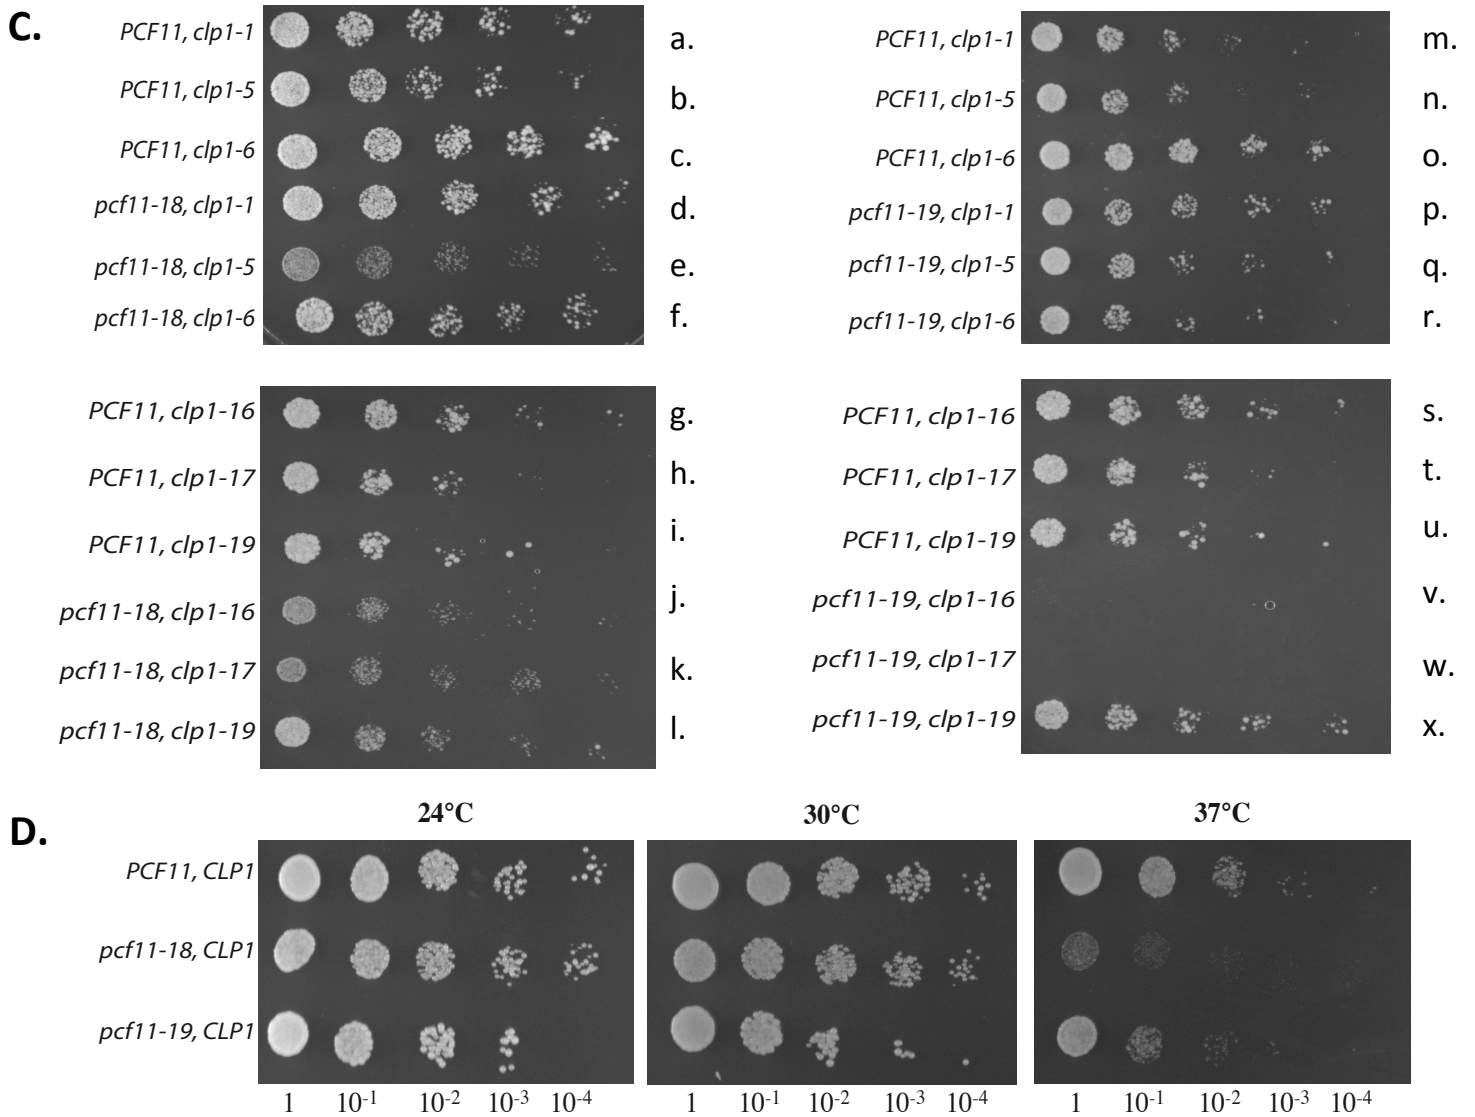 C.
PCF11, clp1-1 a.
PCF11, clp1-5 b.
PCF11, clp1-6 c.
pcf11-18, clp1-1 d.
pcf11-18, clp1-5 e.
pcf11-18, clp1-6 f.
PCF11, clp1-1 m.
PCF11, clp1-5 n.
PCF11, clp1-6 o.
pcf11-19, clp1-1 p.
pcf11-19, clp1-5 q.
pcf11-19, clp1-6 r.
PCF11, clp1-16 g.
PCF11, clp1-17 h.
PCF11, clp1-19 i.
pcf11-18, clp1-16 j.
pcf11-18, clp1-17 k.
pcf11-18, clp1-19 l.
PCF11, clp1-16 s.
PCF11, clp1-17 t.
PCF11, clp1-19 u.
pcf11-19, clp1-16 v.
pcf11-19, clp1-17 w.
pcf11-19, clp1-19 x.
D.
24°C 30°C 37°C
PCF11, CLP1
pcf11-18, CLP1
pcf11-19, CLP1
1 10-1 10-2 10-3 10-4 1 10-1 10-2 10-3 10-4 1 10-1 10-2 10-3 10-4